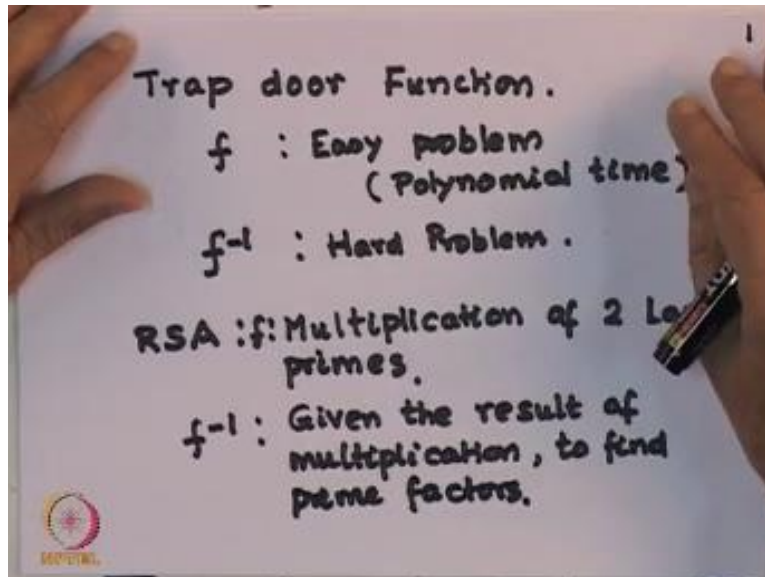 1
Trap door Function.
f : Easy problem
(Polynomial time)
f-1 : Hard Problem.
RSA : f: Multiplication of 2
primes.
f-1 : Given the result of
multiplication, to find
prime factors.
NPTEL